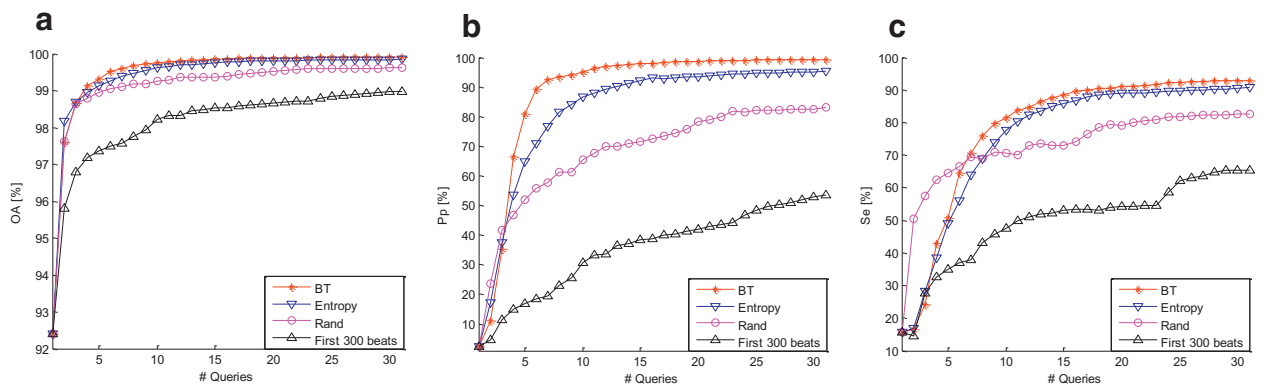 a
OA [%]
100
99
98
97
96
95
94
93
92
5
10
15
20
25
30
# Queries
BT
Entropy
Rand
First 300 beats
b
Pp [%]
100
90
80
70
60
50
40
30
20
10
5
10
15
20
25
30
# Queries
BT
Entropy
Rand
First 300 beats
c
Se [%]
100
90
80
70
60
50
40
30
20
10
5
10
15
20
25
30
# Queries
BT
Entropy
Rand
First 300 beats